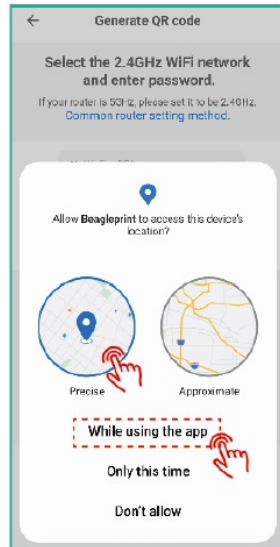 Generate QR code
Select the 2.4GHz WiFi network
and enter password.
If your router is 5GHz, please set it to be 2.4GHz.
Common router setting method.
Allow Beagleprint to access this device's
location?
Precise
Approximate
While using the app
Only this time
Don't allow